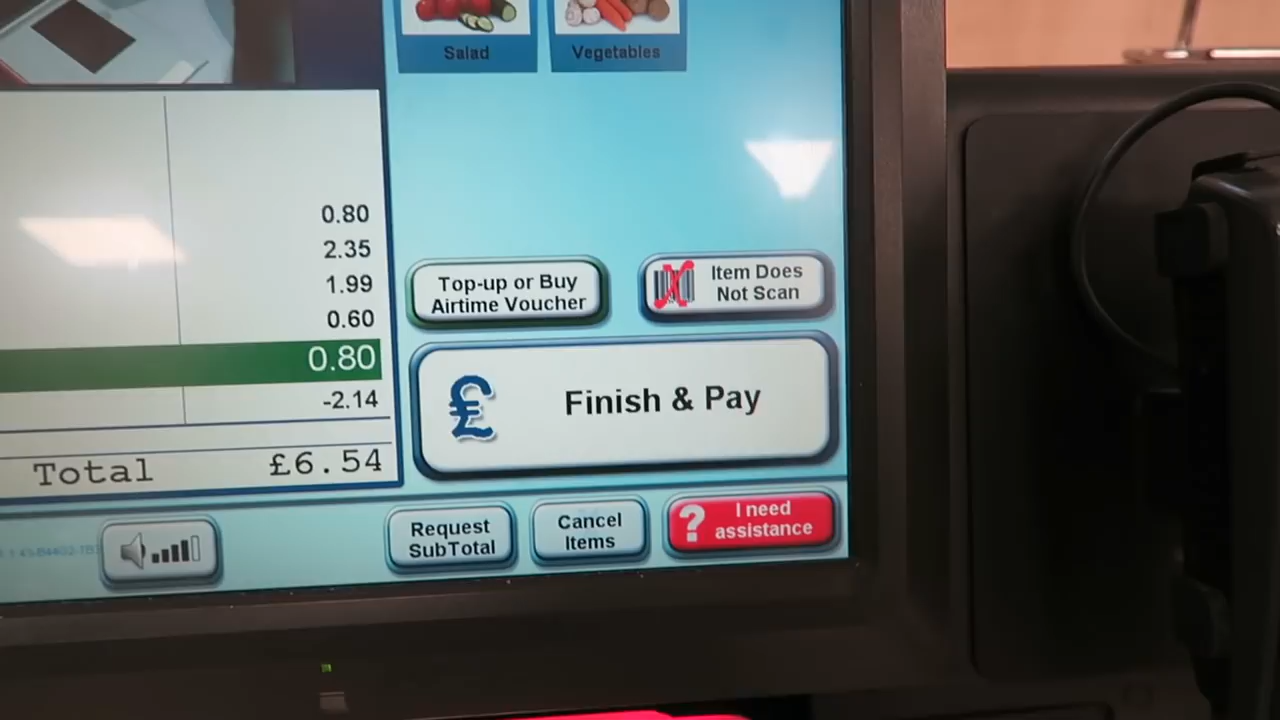 Salad
Vegetables
0.80
2.35
1.99
0.60
0.80
-2.14
Total £6.54
Top-up or Buy
Airtime Voucher
Item Does
Not Scan
£ Finish & Pay
Request
SubTotal
Cancel
Items
? I need
assistance